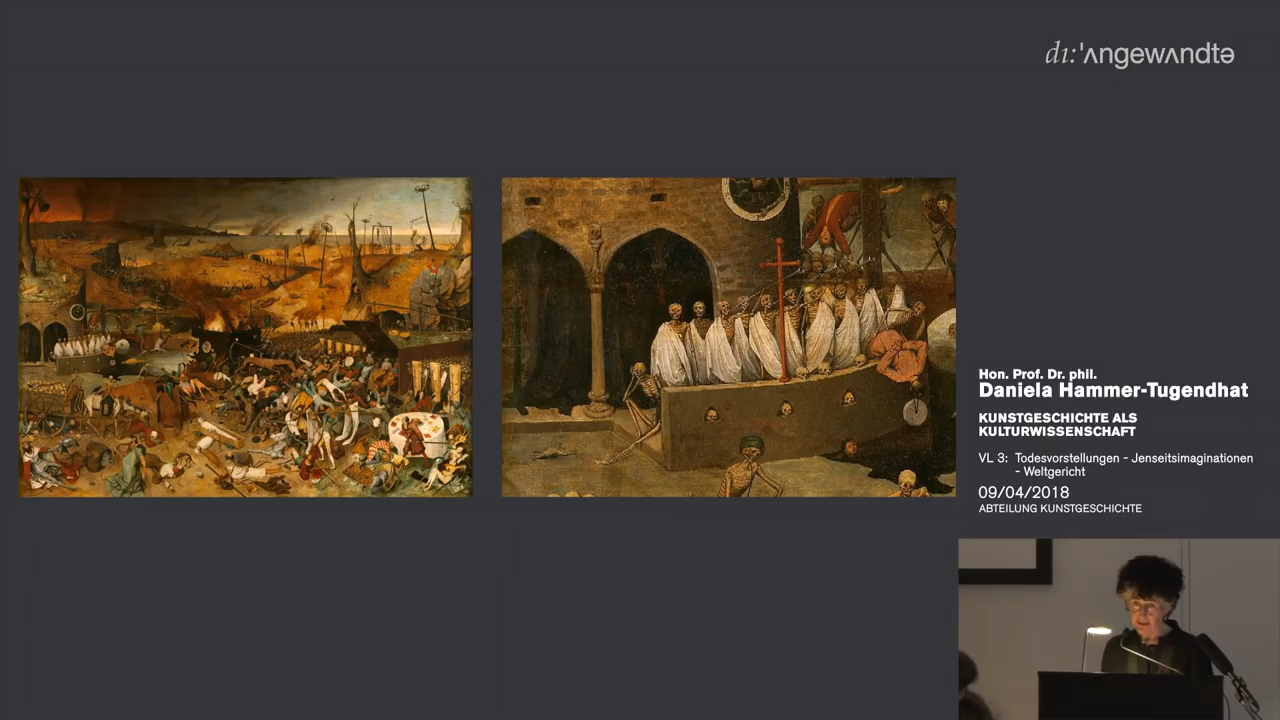 dı:'ʌngewʌndtə
Hon. Prof. Dr. phil.
Daniela Hammer-Tugendhat
KUNSTGESCHICHTE ALS
KULTURWISSENSCHAFT
VL 3: Todesvorstellungen - Jenseitsimaginationen
- Weltgericht
09/04/2018
ABTEILUNG KUNSTGESCHICHTE